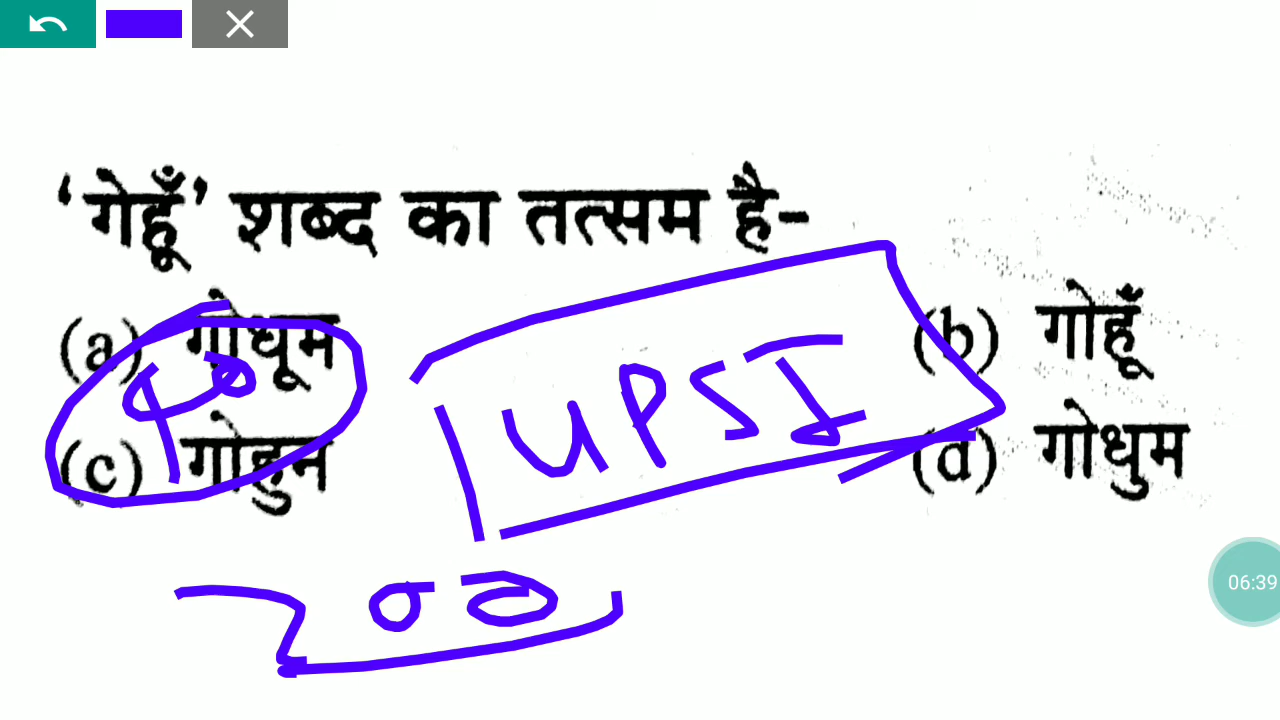 'गेहूँ' शब्द का तत्सम है-
(a) गोधूम (b) गोहूँ
(c) गोहुम (d) गोधुम
UPSI
200
06:39